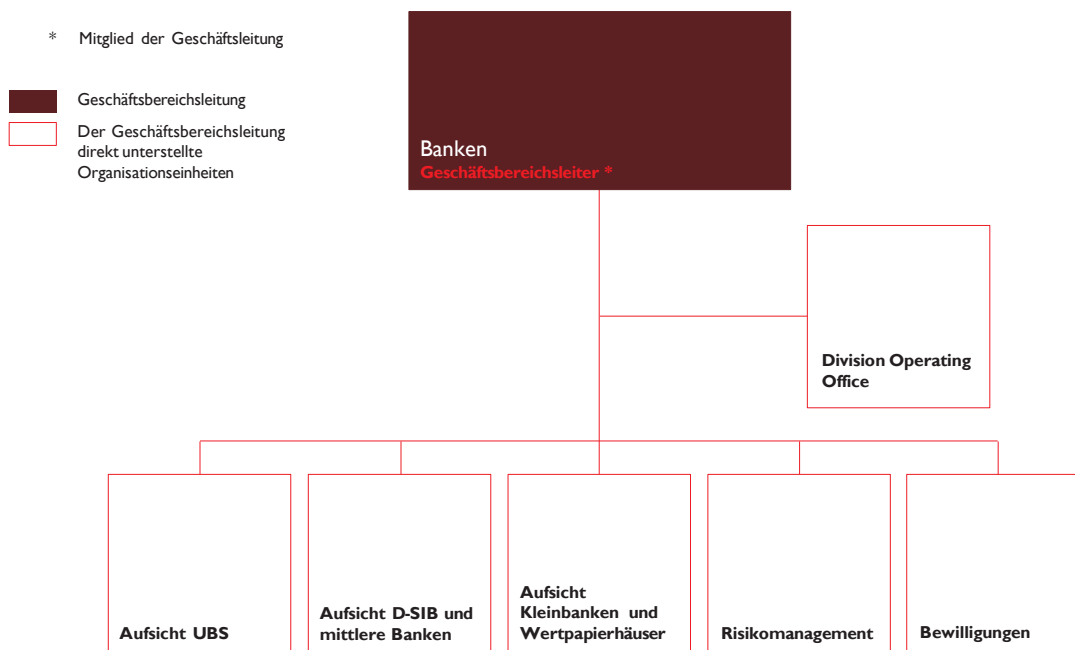 * Mitglied der Geschäftsleitung
Geschäftsbereichsleitung
Der Geschäftsbereichsleitung
direkt unterstellte
Organisationseinheiten
Banken
Geschäftsbereichsleiter *
Division Operating
Office
Aufsicht UBS
Aufsicht D-SIB und
mittlere Banken
Aufsicht
Kleinbanken und
Wertpapierhäuser
Risikomanagement
Bewilligungen